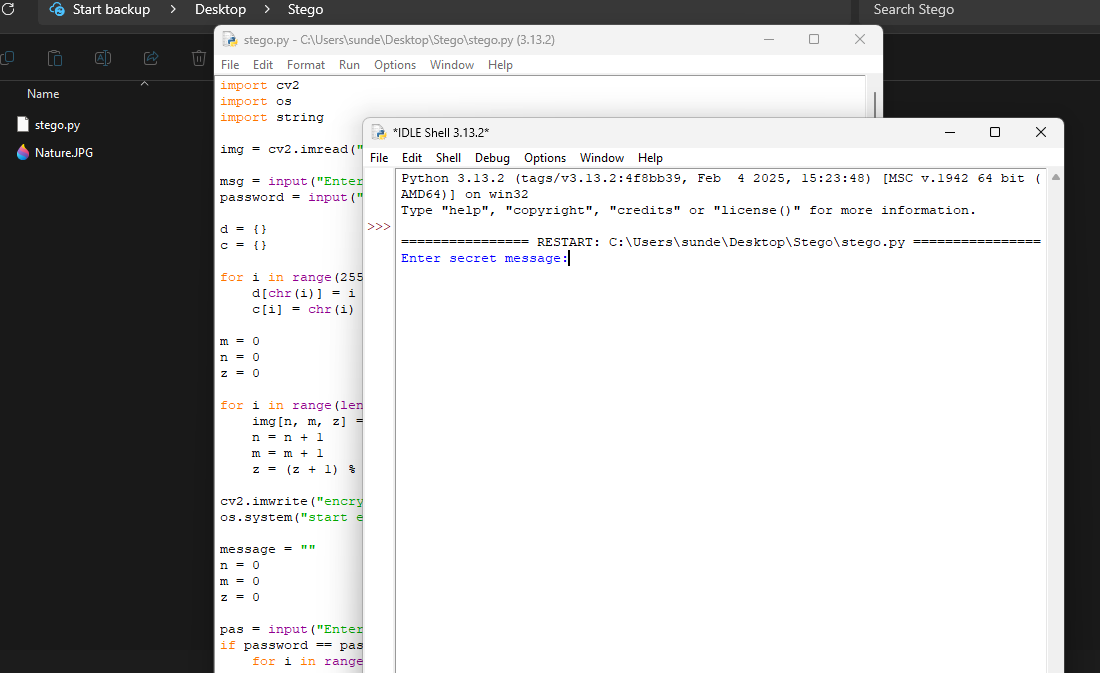 Start backup > Desktop > Stego
Search Stego
Name
stego.py
Nature.JPG
stego.py - C:\Users\sunde\Desktop\Stego\stego.py (3.13.2)
File Edit Format Run Options Window Help
import cv2
import os
import string
img = cv2.imread("
msg = input("Enter
password = input("
d = {}
c = {}
for i in range(255
d[chr(i)] = i
c[i] = chr(i)
m = 0
n = 0
z = 0
for i in range(len
img[n, m, z] =
n = n + 1
m = m + 1
z = (z + 1) %
cv2.imwrite("encry
os.system("start e
message = ""
n = 0
m = 0
z = 0
pas = input("Enter
if password == pas
for i in range
*IDLE Shell 3.13.2*
File Edit Shell Debug Options Window Help
Python 3.13.2 (tags/v3.13.2:4f8bb39, Feb  4 2025, 15:23:48) [MSC v.1942 64 bit (
AMD64)] on win32
Type "help", "copyright", "credits" or "license()" for more information.
>>>
================ RESTART: C:\Users\sunde\Desktop\Stego\stego.py ================
Enter secret message: